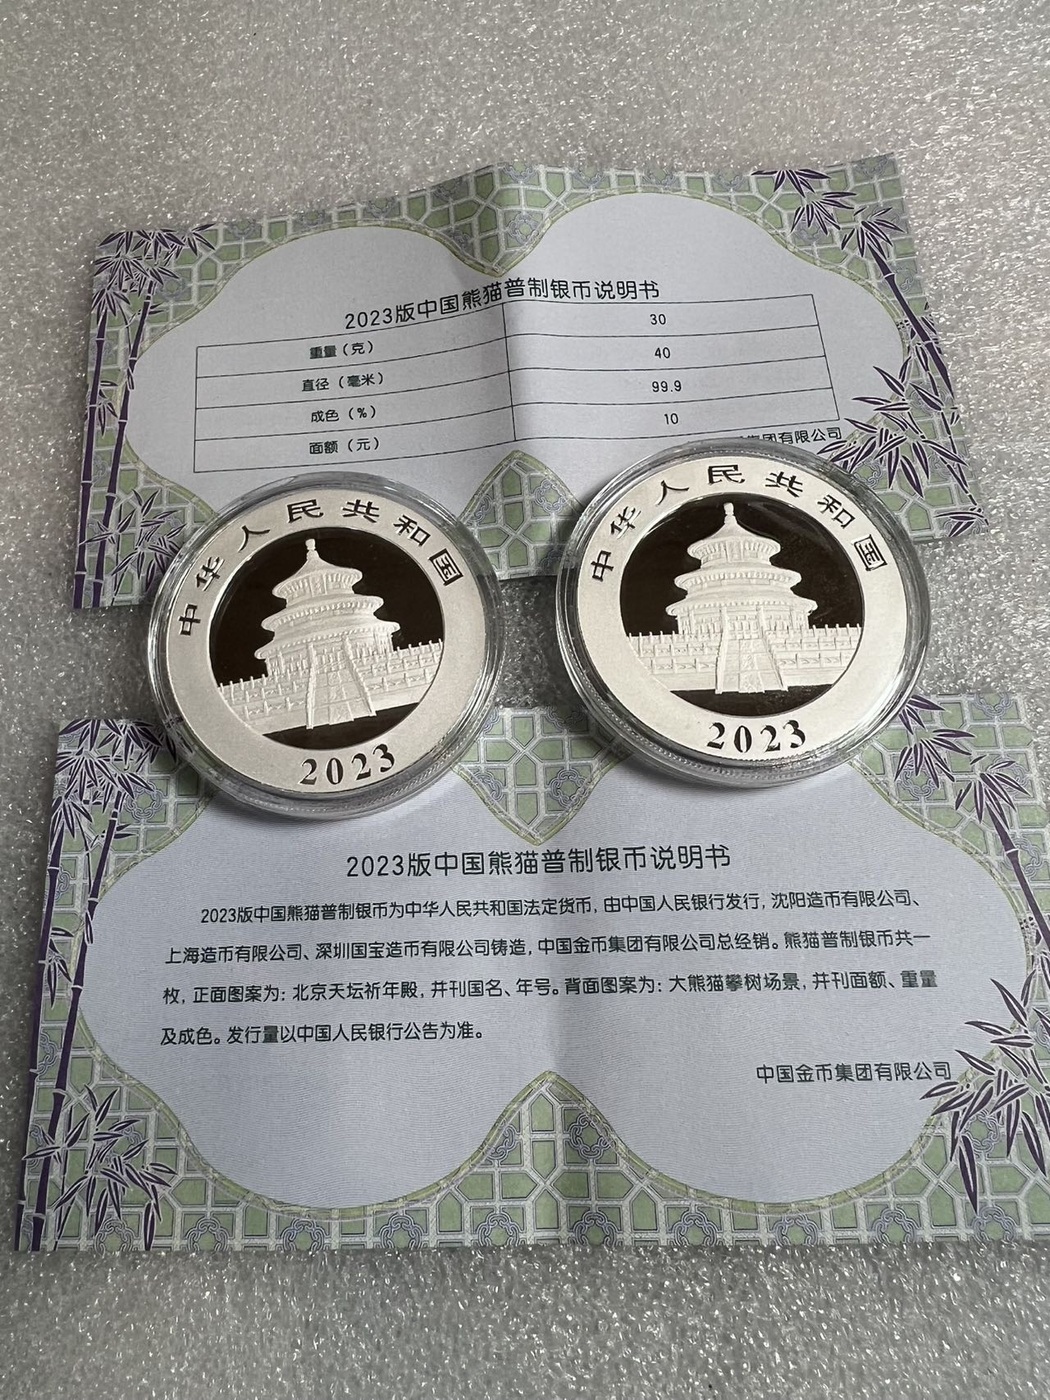 2023版中国熊猫普制银币说明书
重量（克） 30
直径（毫米） 40
成色（%） 99.9
面额（元） 10
集团有限公司
中华人民共和国
2023
中华人民共和国
2023
2023版中国熊猫普制银币说明书
2023版中国熊猫普制银币为中华人民共和国法定货币，由中国人民银行发行，沈阳造币有限公司、
上海造币有限公司、深圳国宝造币有限公司铸造，中国金币集团有限公司总经销。熊猫普制银币共一
枚，正面图案为：北京天坛祈年殿，并刊国名、年号。背面图案为：大熊猫攀树场景，并刊面额、重量
及成色。发行量以中国人民银行公告为准。
中国金币集团有限公司